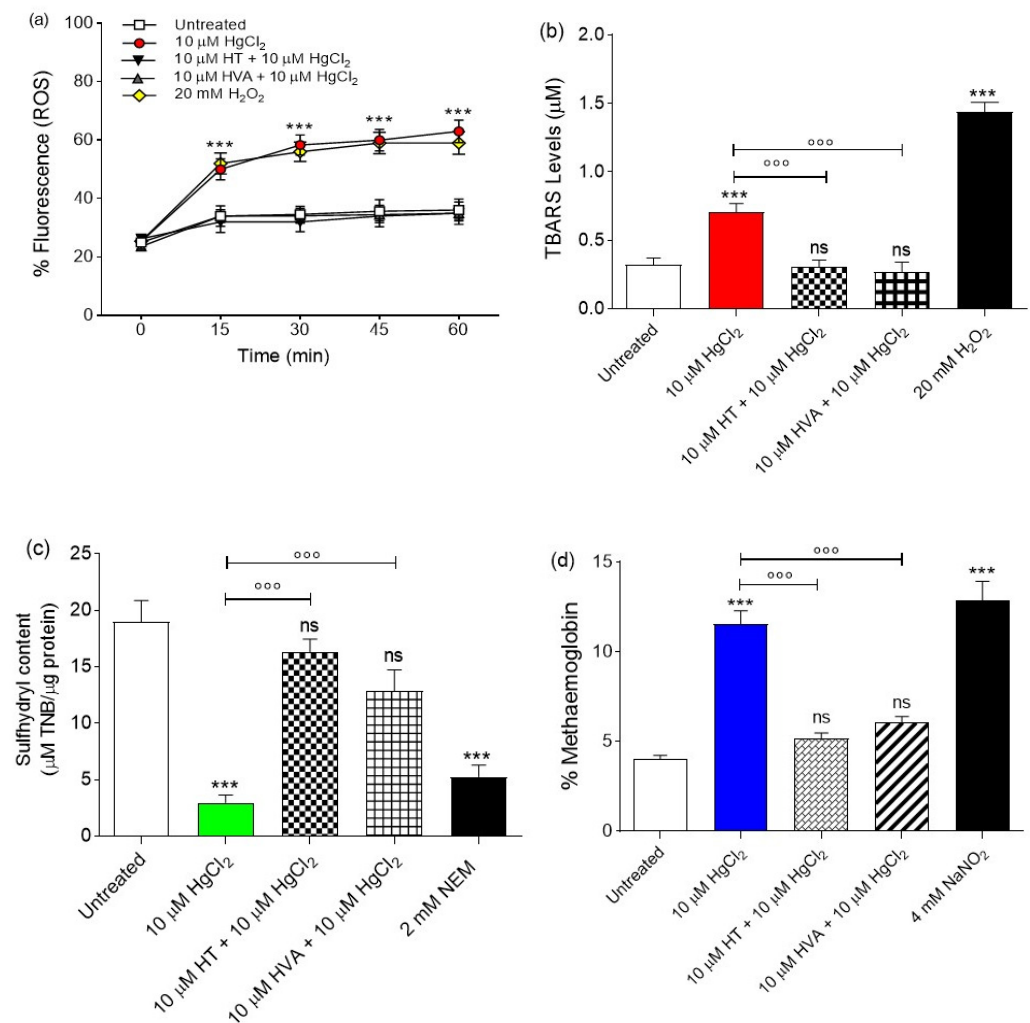 (a)
% Fluorescence (ROS)
100
80
60
40
20
0
Untreated
10 μM HgCl₂
10 μM HT + 10 μM HgCl₂
10 μM HVA + 10 μM HgCl₂
20 mM H₂O₂
***
***
***
***
0 15 30 45 60
Time (min)
(b)
TBARS Levels (μM)
2.0
1.5
1.0
0.5
0.0
°°°
°°°
***
ns
ns
***
Untreated
10 μM HgCl₂
10 μM HT + 10 μM HgCl₂
10 μM HVA + 10 μM HgCl₂
20 mM H₂O₂
(c)
Sulfhydryl content
(μM TNB/μg protein)
25
20
15
10
5
0
°°°
°°°
***
ns
ns
***
Untreated
10 μM HgCl₂
10 μM HT + 10 μM HgCl₂
10 μM HVA + 10 μM HgCl₂
2 mM NEM
(d)
% Methaemoglobin
15
10
5
0
°°°
°°°
***
ns
ns
***
Untreated
10 μM HgCl₂
10 μM HT + 10 μM HgCl₂
10 μM HVA + 10 μM HgCl₂
4 mM NaNO₂